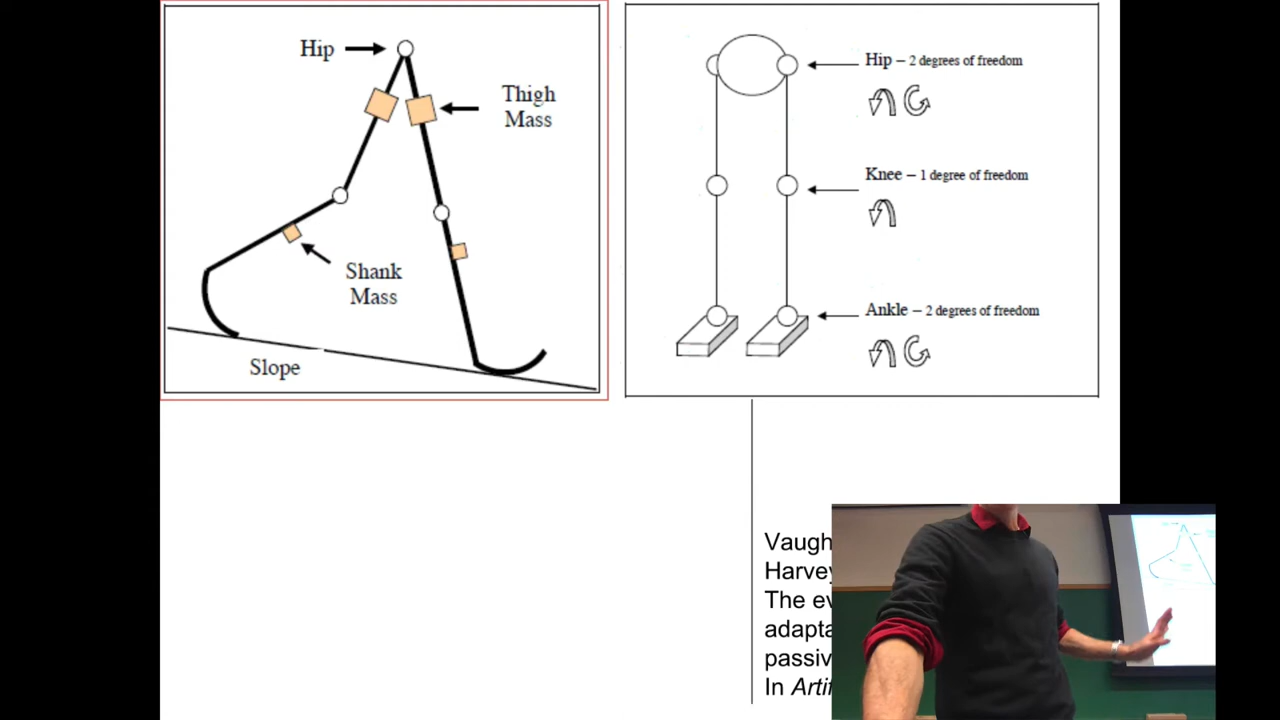 Hip
Thigh
Mass
Shank
Mass
Slope
Hip – 2 degrees of freedom
Knee – 1 degree of freedom
Ankle – 2 degrees of freedom
Vaugh
Harvey
The ev
adapta
passiv
In Artif